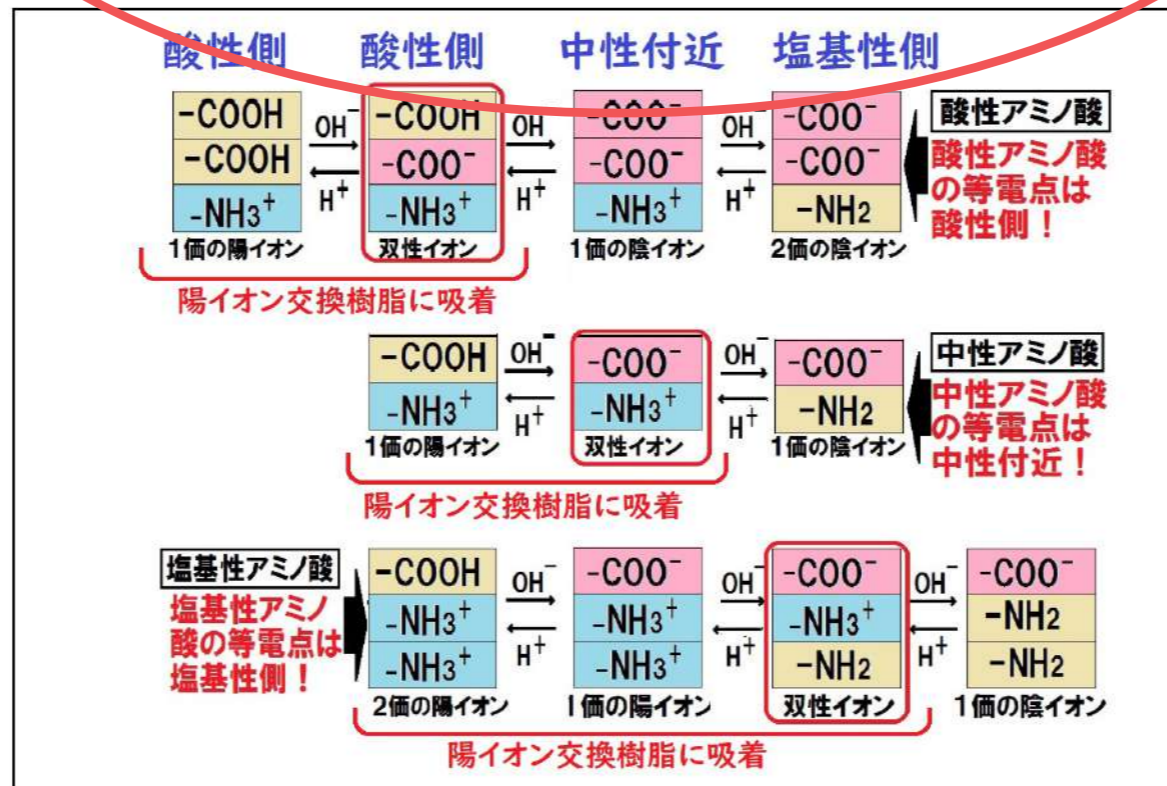 酸性側 酸性側 中性付近 塩基性側
-COOH OH⁻ -COOH OH -COO⁻ OH⁻ -COO⁻ 酸性アミノ酸
-COOH -COO⁻ -COO⁻ -COO⁻ 酸性アミノ酸
-NH3⁺ H⁺ -NH3⁺ H⁺ -NH3⁺ H⁺ -NH2 の等電点は
1価の陽イオン 双性イオン 1価の陰イオン 2価の陰イオン 酸性側!
陽イオン交換樹脂に吸着
-COOH OH⁻ -COO⁻ OH⁻ -COO⁻ 中性アミノ酸
-NH3⁺ H⁺ -NH3⁺ H⁺ -NH2 中性アミノ酸
の等電点は
1価の陽イオン 双性イオン 1価の陰イオン 中性付近!
陽イオン交換樹脂に吸着
塩基性アミノ酸 -COOH OH⁻ -COO⁻ OH⁻ -COO⁻ OH⁻ -COO⁻
塩基性アミノ -NH3⁺ -NH3⁺ -NH3⁺ -NH2
酸の等電点は H⁺ H⁺ H⁺
塩基性側! -NH3⁺ -NH3⁺ -NH2 -NH2
2価の陽イオン 1価の陽イオン 双性イオン 1価の陰イオン
陽イオン交換樹脂に吸着